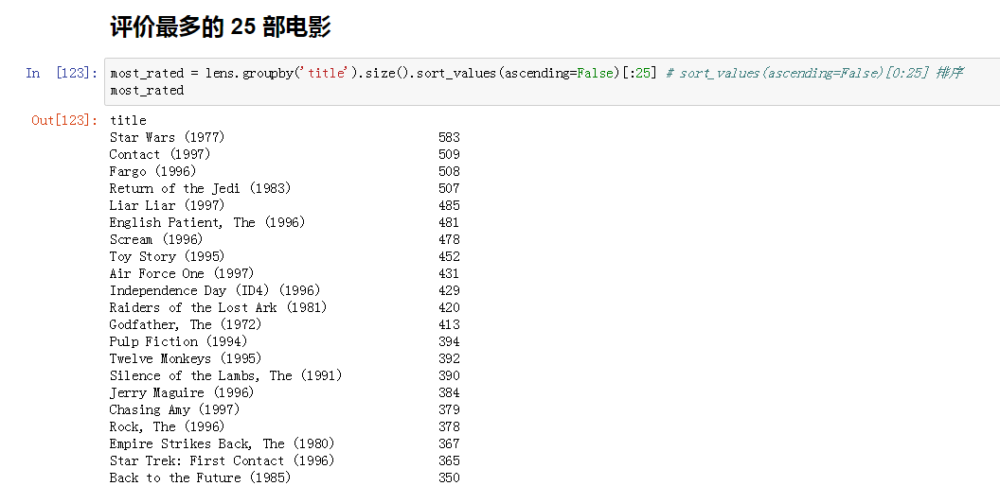 评价最多的 25 部电影
In [123]: most_rated = lens.groupby('title').size().sort_values(ascending=False)[:25] # sort_values(ascending=False)[0:25] 排序
most_rated
Out[123]: title
Star Wars (1977) 583
Contact (1997) 509
Fargo (1996) 508
Return of the Jedi (1983) 507
Liar Liar (1997) 485
English Patient, The (1996) 481
Scream (1996) 478
Toy Story (1995) 452
Air Force One (1997) 431
Independence Day (ID4) (1996) 429
Raiders of the Lost Ark (1981) 420
Godfather, The (1972) 413
Pulp Fiction (1994) 394
Twelve Monkeys (1995) 392
Silence of the Lambs, The (1991) 390
Jerry Maguire (1996) 384
Chasing Amy (1997) 379
Rock, The (1996) 378
Empire Strikes Back, The (1980) 367
Star Trek: First Contact (1996) 365
Back to the Future (1985) 350